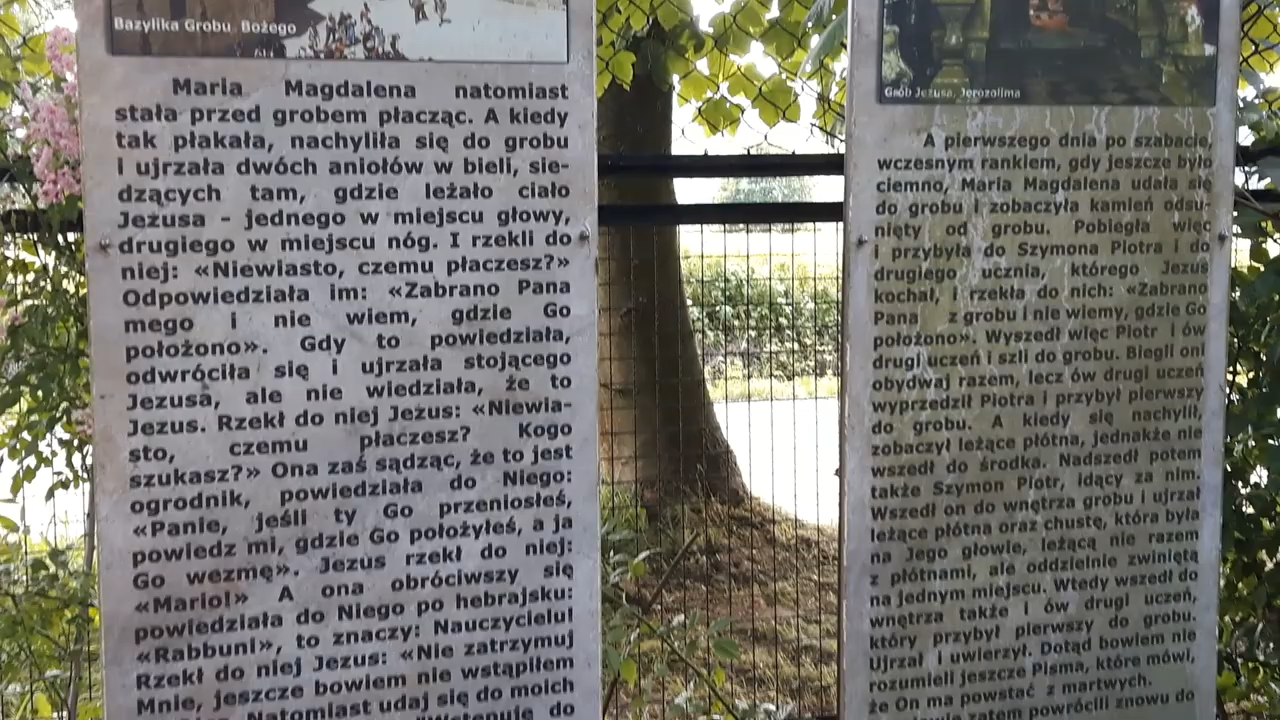 Bazylika Grobu Bożego
Maria Magdalena natomiast
stała przed grobem płacząc. A kiedy
tak płakała, nachyliła się do grobu
i ujrzała dwóch aniołów w bieli, sie-
dzących tam, gdzie leżało ciało
Jezusa - jednego w miejscu głowy,
drugiego w miejscu nóg. I rzekli do
niej: «Niewiasto, czemu płaczesz?»
Odpowiedziała im: «Zabrano Pana
mego i nie wiem, gdzie Go
położono». Gdy to powiedziała,
odwróciła się i ujrzała stojącego
Jezusa, ale nie wiedziała, że to
Jezus. Rzekł do niej Jezus: «Niewia-
sto, czemu płaczesz? Kogo
szukasz?» Ona zaś sądząc, że to jest
ogrodnik, powiedziała do Niego:
«Panie, jeśli ty Go przeniosłeś,
powiedz mi, gdzie Go położyłeś, a ja
Go wezmę». Jezus rzekł do niej:
«Mario!» A ona obróciwszy się
powiedziała do Niego po hebrajsku:
«Rabbuni», to znaczy: Nauczycielu!
Rzekł do niej Jezus: «Nie zatrzymuj
Mnie, jeszcze bowiem nie wstąpiłem
Natomiast udaj się do moich
"Wstępuję do
Grób Jezusa, Jerozolima
A pierwszego dnia po szabacie,
wczesnym rankiem, gdy jeszcze było
ciemno, Maria Magdalena udała się
do grobu i zobaczyła kamień odsu-
nięty od grobu. Pobiegła więc
i przybyła do Szymona Piotra i do
drugiego ucznia, którego Jezus
kochał, i rzekła do nich: «Zabrano
Pana z grobu i nie wiemy, gdzie Go
położono». Wyszedł więc Piotr i ów
drugi uczeń i szli do grobu. Biegli oni
obydwaj razem, lecz ów drugi uczeń
wyprzedził Piotra i przybył pierwszy
do grobu. A kiedy się nachylił,
zobaczył leżące płótna, jednakże nie
wszedł do środka. Nadszedł potem
także Szymon Piotr, idący za nim.
Wszedł on do wnętrza grobu i ujrzał
leżące płótna oraz chustę, która była
na Jego głowie, leżącą nie razem
z płótnami, ale oddzielnie zwiniętą
na jednym miejscu. Wtedy wszedł do
wnętrza także i ów drugi uczeń,
który przybył pierwszy do grobu.
Ujrzał i uwierzył. Dotąd bowiem nie
rozumieli jeszcze Pisma, które mówi,
że On ma powstać z martwych.
zatem powrócili znowu do